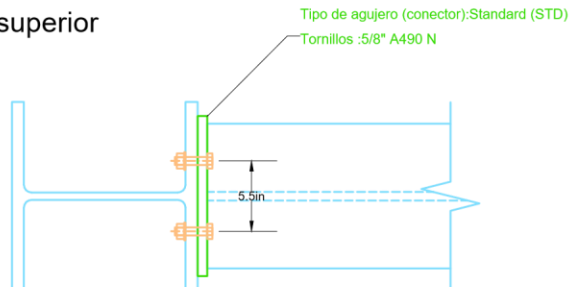 superior
Tipo de agujero (conector):Standard (STD)
Tornillos :5/8" A490 N
5.5in